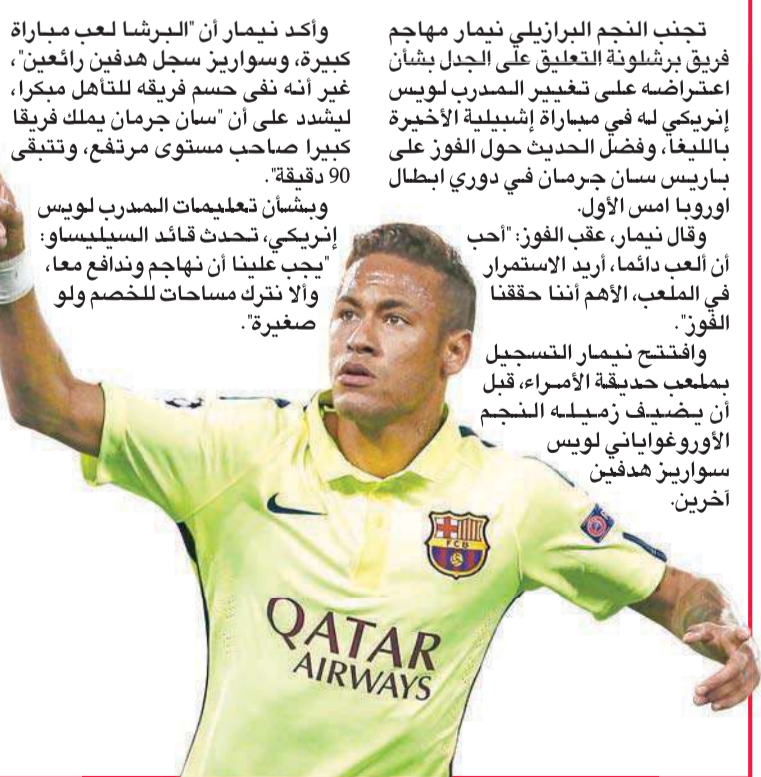 تجنب النجم البرازيلي نيمار مهاجم
فريق برشلونة التعليق على الجدل بشأن
اعتراضه على تغيير المدرب لويس
إنريكي له في مباراة إشبيلية الأخيرة
بالليغا، وفضل الحديث حول الفوز على
باريس سان جرمان في دوري ابطال
اوروبا امس الأول.
وقال نيمار، عقب الفوز: "أحب
أن ألعب دائما، أريد الاستمرار
في الملعب، الأهم أننا حققنا
الفوز".
وافتتح نيمار التسجيل
بملعب حديقة الأمراء، قبل
أن يضيف زميله النجم
الأوروغواياني لويس
سواريز هدفين
آخرين.
وأكد نيمار أن "البرشا لعب مباراة
كبيرة، وسواريز سجل هدفين رائعين"،
غير أنه نفى حسم فريقه للتأهل مبكرا،
ليشدد على أن "سان جرمان يملك فريقا
كبيرا صاحب مستوى مرتفع، وتتبقى
90 دقيقة".
وبشأن تعليمات المدرب لويس
إنريكي، تحدث قائد السيليساو:
"يجب علينا أن نهاجم وندافع معا،
وألا نترك مساحات للخصم ولو
صغيرة".
FCB
QATAR
AIRWAYS